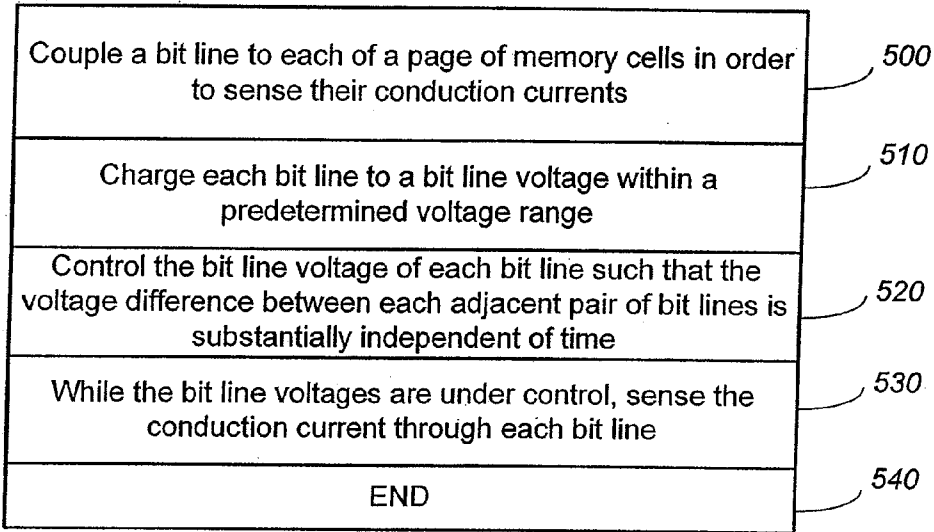 Couple a bit line to each of a page of memory cells in order
to sense their conduction currents
500
Charge each bit line to a bit line voltage within a
predetermined voltage range
510
Control the bit line voltage of each bit line such that the
voltage difference between each adjacent pair of bit lines is
substantially independent of time
520
While the bit line voltages are under control, sense the
conduction current through each bit line
530
END
540